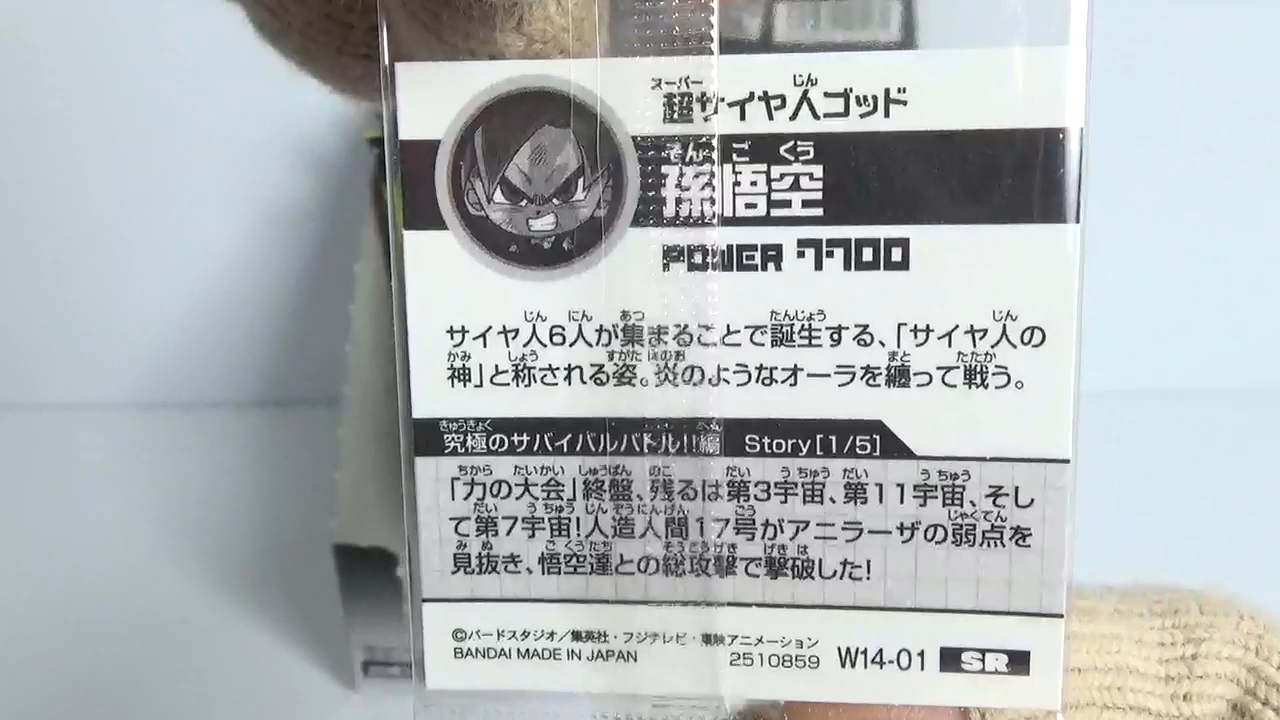 超サイヤ人ゴッド
孫悟空
POWER 7700
サイヤ人6人が集まることで誕生する、「サイヤ人の
神」と称される姿。炎のようなオーラを纏って戦う。
究極のサバイバルバトル!!編 Story[1/5]
「力の大会」終盤、残るは第3宇宙、第11宇宙、そし
て第7宇宙!人造人間17号がアニラーザの弱点を
見抜き、悟空達との総攻撃で撃破した!
©バードスタジオ/集英社・フジテレビ・東映アニメーション
BANDAI MADE IN JAPAN 2510859 W14-01 SR